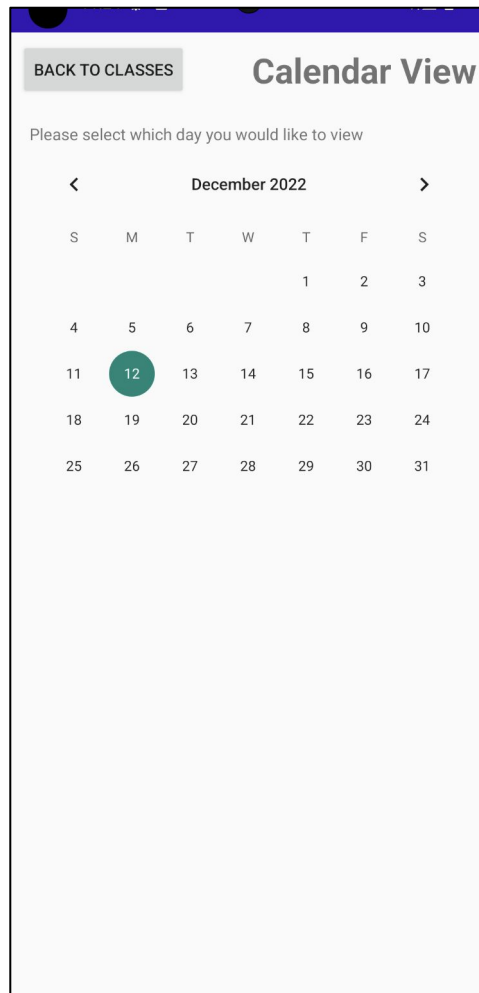 BACK TO CLASSES Calendar View
Please select which day you would like to view
< December 2022 >
S M T W T F S
1 2 3
4 5 6 7 8 9 10
11 12 13 14 15 16 17
18 19 20 21 22 23 24
25 26 27 28 29 30 31